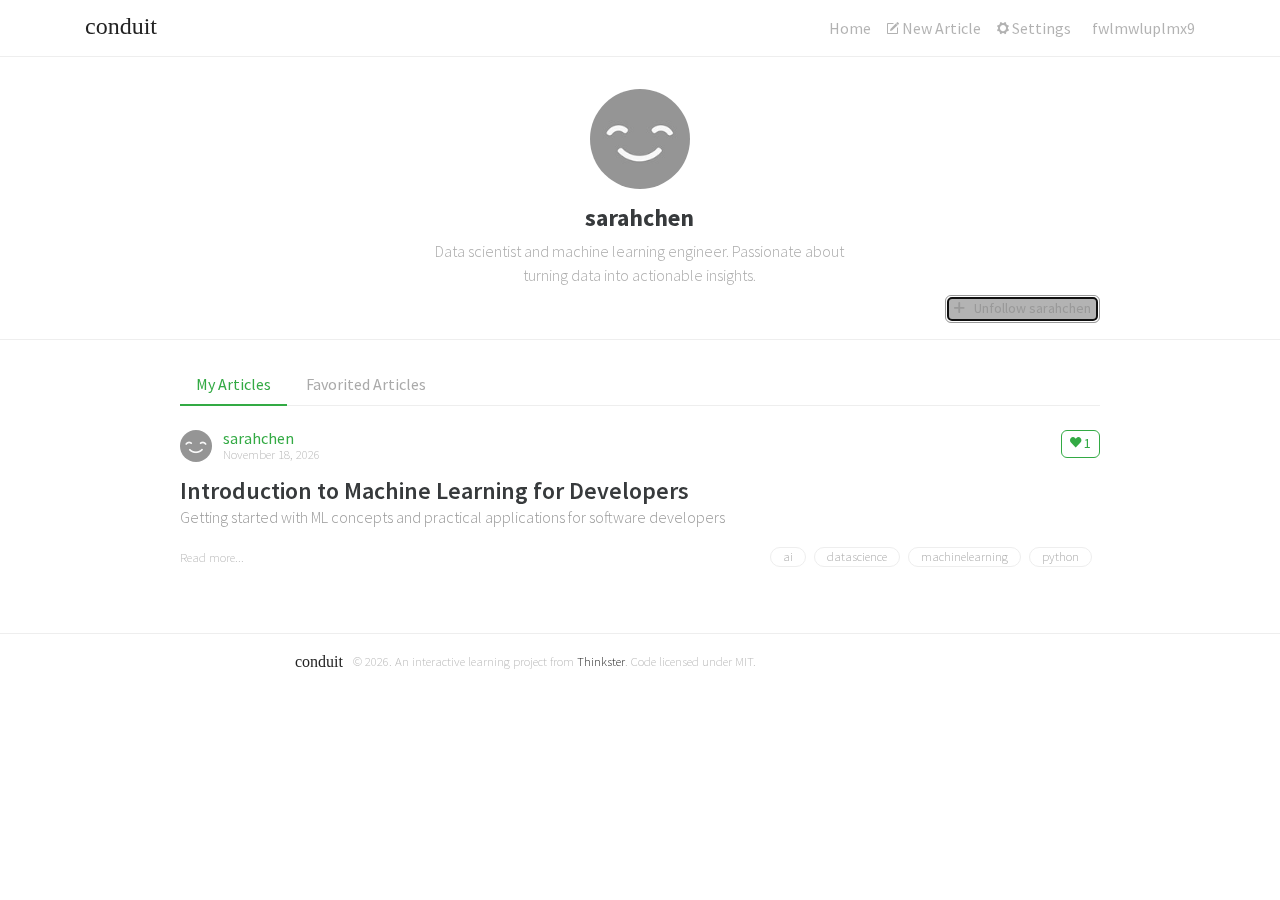 conduit
Home New Article Settings fwlmwluplmx9
sarahchen
Data scientist and machine learning engineer. Passionate about
turning data into actionable insights.
Unfollow sarahchen
My Articles Favorited Articles
sarahchen
November 18, 2026
1
Introduction to Machine Learning for Developers
Getting started with ML concepts and practical applications for software developers
Read more...
ai datascience machinelearning python
conduit © 2026. An interactive learning project from Thinkster. Code licensed under MIT.